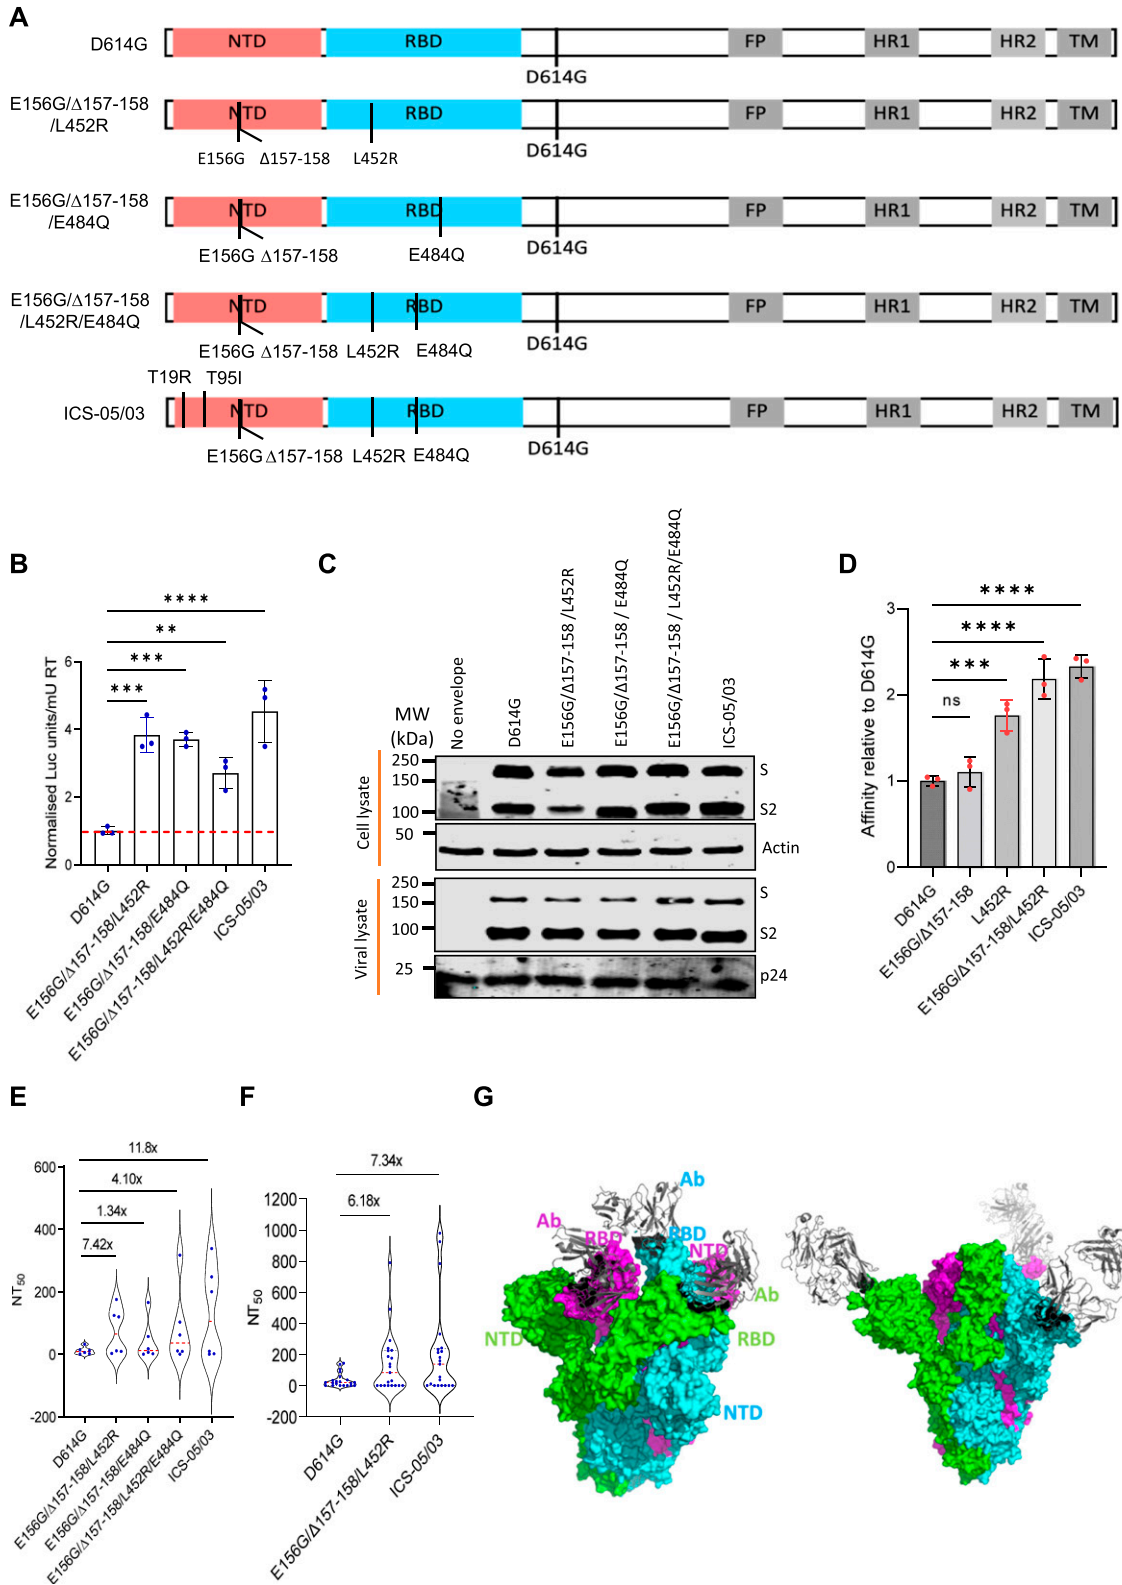 A
D614G
NTD RBD FP HR1 HR2 TM
D614G
E156G/Δ157-158
/L452R
NTD RBD FP HR1 HR2 TM
E156G Δ157-158 L452R D614G
E156G/Δ157-158
/E484Q
NTD RBD FP HR1 HR2 TM
E156G Δ157-158 E484Q D614G
E156G/Δ157-158
/L452R/E484Q
NTD RBD FP HR1 HR2 TM
E156G Δ157-158 L452R E484Q D614G
T19R T95I
ICS-05/03
NTD RBD FP HR1 HR2 TM
E156G Δ157-158 L452R E484Q D614G
B
****
**
***
***
Normalised Luc units/mU RT
6
4
2
0
D614G
E156G/Δ157-158/L452R
E156G/Δ157-158/E484Q
E156G/Δ157-158/L452R/E484Q
ICS-05/03
C
MW
(kDa)
No envelope
D614G
E156G/Δ157-158 /L452R
E156G/Δ157-158 / E484Q
E156G/Δ157-158 / L452R/E484Q
ICS-05/03
Cell lysate
250
150
100
50
S
S2
Actin
Viral lysate
250
150
100
25
S
S2
p24
D
****
****
***
ns
Affinity relative to D614G
3
2
1
0
D614G
E156G/Δ157-158
L452R
E156G/Δ157-158/L452R
ICS-05/03
E
11.8x
4.10x
1.34x
7.42x
NT50
600
400
200
0
-200
D614G
E156G/Δ157-158/L452R
E156G/Δ157-158/E484Q
E156G/Δ157-158/L452R/E484Q
ICS-05/03
F
7.34x
6.18x
NT50
1200
1000
800
600
400
200
0
-200
D614G
E156G/Δ157-158/L452R
ICS-05/03
G
Ab
Ab
RBD
RBD
NTD
Ab
NTD
RBD
NTD